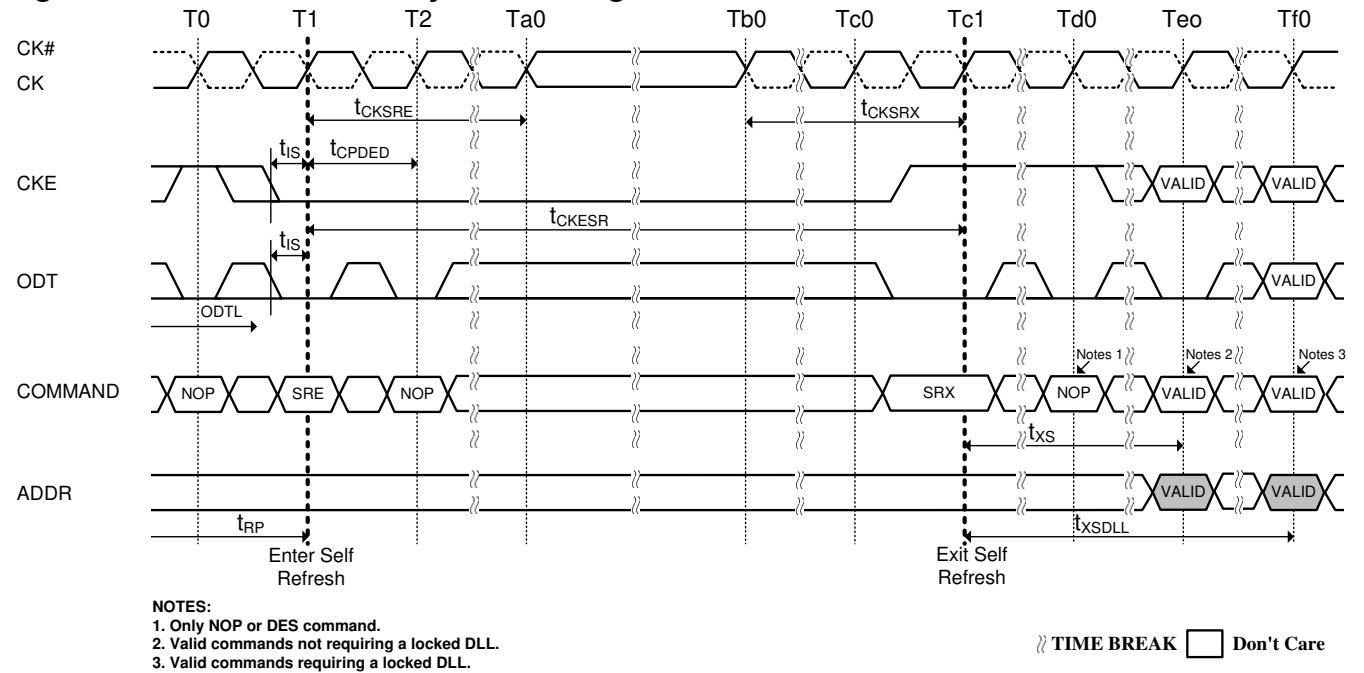 T0 T1 T2 Ta0 Tb0 Tc0 Tc1 Td0 Teo Tf0
CK#
CK
tCKSRE tCKSRX
tIS tCPDED
CKE VALID VALID
tCKESR
tIS
ODT VALID
ODTL
Notes 1 Notes 2 Notes 3
COMMAND NOP SRE NOP SRX NOP VALID VALID
tXS
ADDR VALID VALID
tRP tXSDLL
Enter Self
Refresh
Exit Self
Refresh
NOTES:
1. Only NOP or DES command.
2. Valid commands not requiring a locked DLL.
3. Valid commands requiring a locked DLL.
TIME BREAK Don't Care